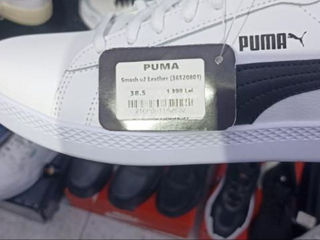 PUMA
PUMA
Smash v2 Leather (36520801)
38.5 1 999 Lei